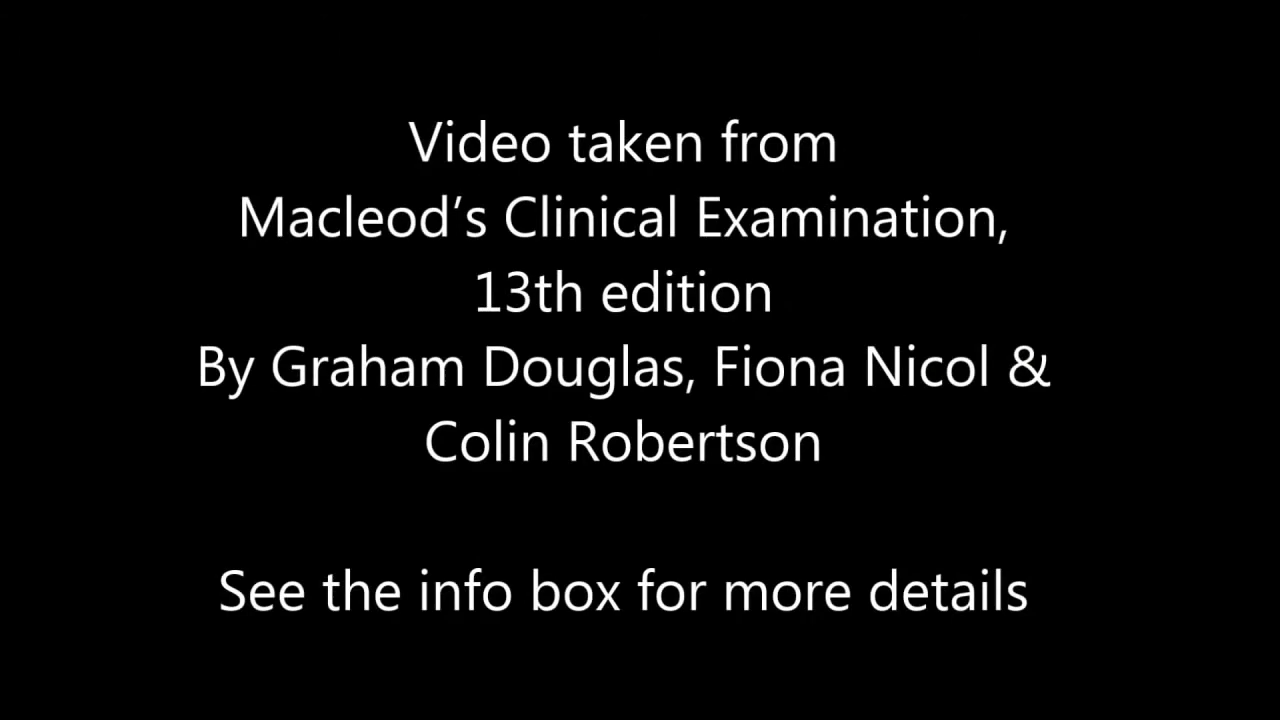 Video taken from
Macleod’s Clinical Examination,
13th edition
By Graham Douglas, Fiona Nicol &
Colin Robertson
See the info box for more details